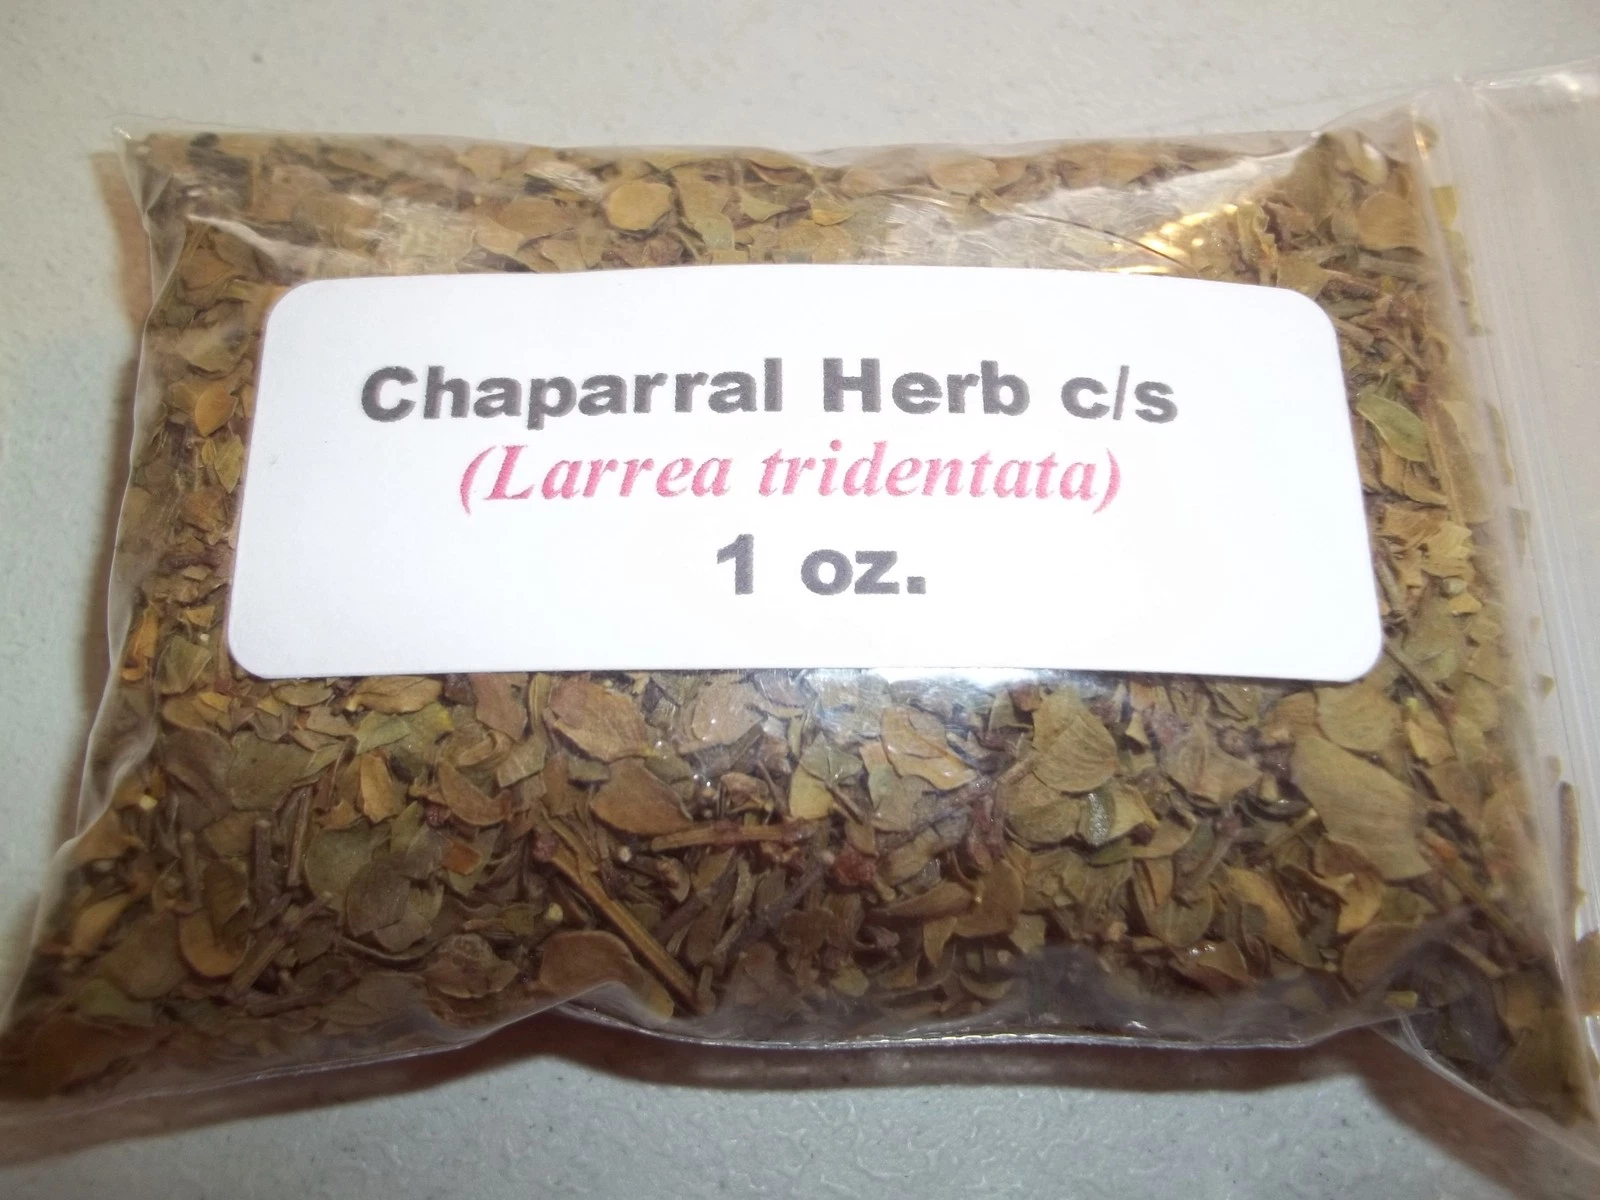 Chaparral Herb c/s
(Larrea tridentata)
1 oz.